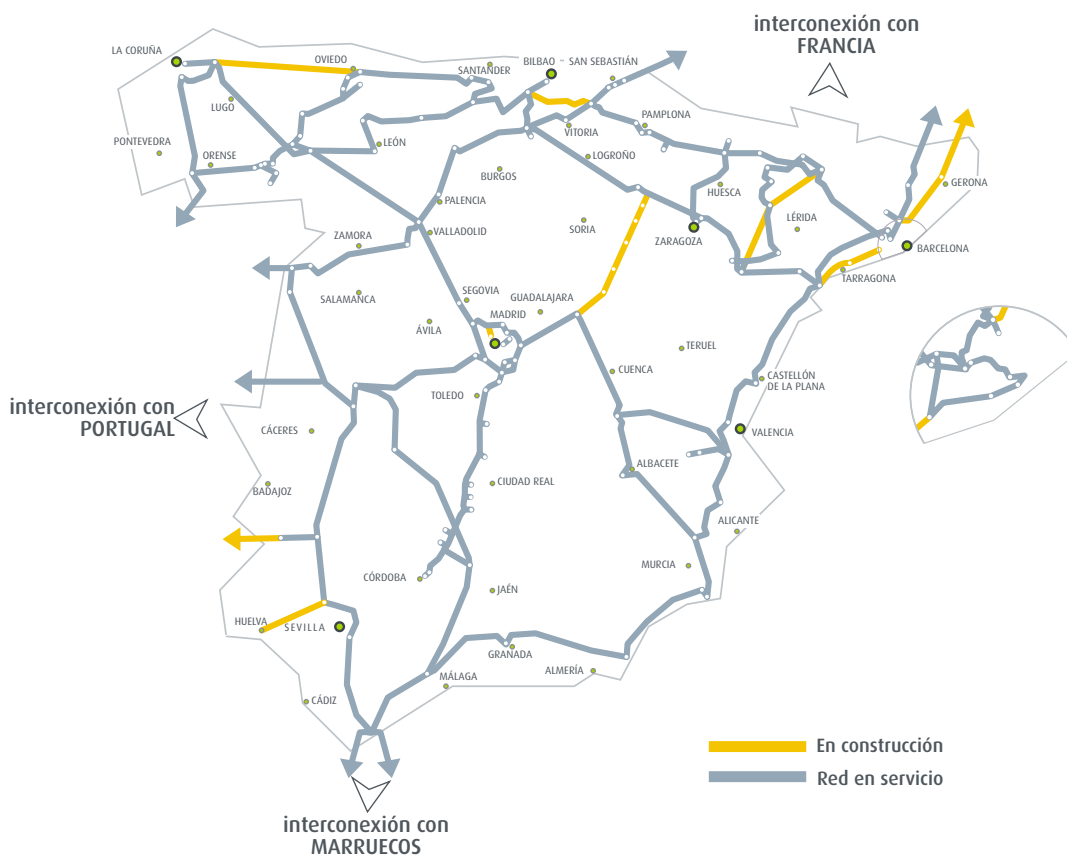 interconexión con
FRANCIA
LA CORUÑA
OVIEDO
SANTANDER
BILBAO - SAN SEBASTIÁN
LUGO
PONTEVEDRA
ORENSE
LEÓN
VITORIA
PAMPLONA
LOGROÑO
BURGOS
HUESCA
GERONA
PALENCIA
VALLADOLID
ZAMORA
SORIA
ZARAGOZA
LÉRIDA
BARCELONA
TARRAGONA
SALAMANCA
SEGOVIA
GUADALAJARA
MADRID
ÁVILA
TERUEL
CUENCA
CASTELLÓN
DE LA PLANA
TOLEDO
interconexión con
PORTUGAL
CÁCERES
VALENCIA
ALBACETE
BADAJOZ
CIUDAD REAL
ALICANTE
MURCIA
CÓRDOBA
JAÉN
HUELVA
SEVILLA
GRANADA
ALMERÍA
MÁLAGA
CÁDIZ
En construcción
Red en servicio
interconexión con
MARRUECOS